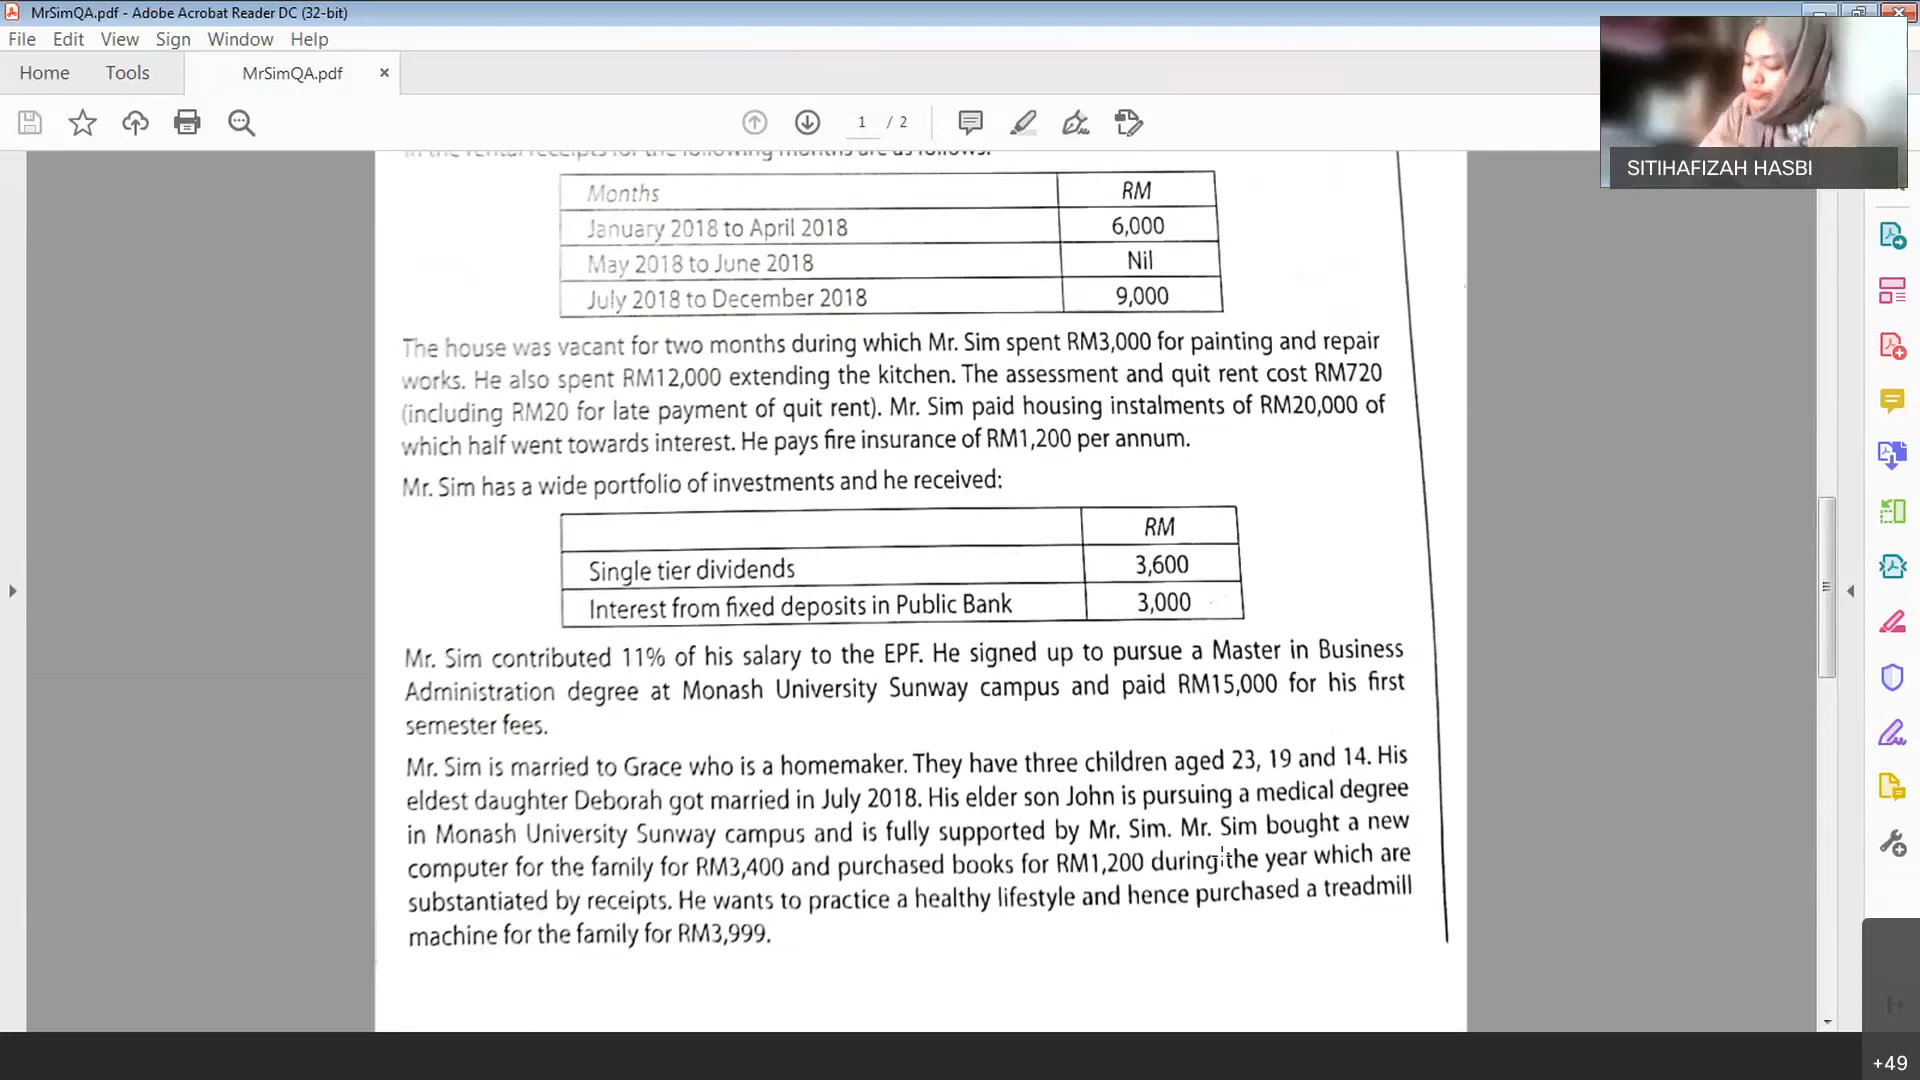 MrSimQA.pdf - Adobe Acrobat Reader DC (32-bit)
File Edit View Sign Window Help
Home Tools MrSimQA.pdf ×
1 / 2
SITIHAFIZAH HASBI
in the rental receipts for the following months are as follows:
Months RM
January 2018 to April 2018 6,000
May 2018 to June 2018 Nil
July 2018 to December 2018 9,000
The house was vacant for two months during which Mr. Sim spent RM3,000 for painting and repair
works. He also spent RM12,000 extending the kitchen. The assessment and quit rent cost RM720
(including RM20 for late payment of quit rent). Mr. Sim paid housing instalments of RM20,000 of
which half went towards interest. He pays fire insurance of RM1,200 per annum.
Mr. Sim has a wide portfolio of investments and he received:
RM
Single tier dividends 3,600
Interest from fixed deposits in Public Bank 3,000
Mr. Sim contributed 11% of his salary to the EPF. He signed up to pursue a Master in Business
Administration degree at Monash University Sunway campus and paid RM15,000 for his first
semester fees.
Mr. Sim is married to Grace who is a homemaker. They have three children aged 23, 19 and 14. His
eldest daughter Deborah got married in July 2018. His elder son John is pursuing a medical degree
in Monash University Sunway campus and is fully supported by Mr. Sim. Mr. Sim bought a new
computer for the family for RM3,400 and purchased books for RM1,200 during the year which are
substantiated by receipts. He wants to practice a healthy lifestyle and hence purchased a treadmill
machine for the family for RM3,999.
+49